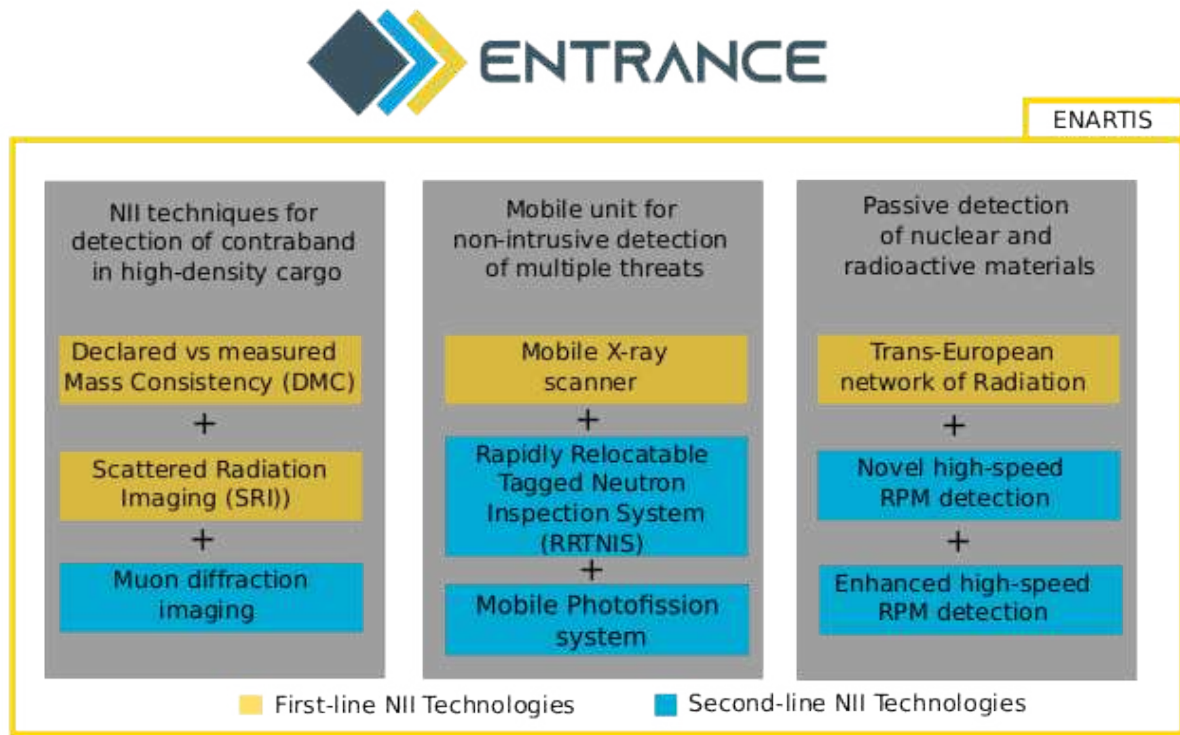 ENTRANCE
ENARTIS
NII techniques for
detection of contraband
in high-density cargo
Declared vs measured
Mass Consistency (DMC)
+
Scattered Radiation
Imaging (SRI))
+
Muon diffraction
imaging
Mobile unit for
non-intrusive detection
of multiple threats
Mobile X-ray
scanner
+
Rapidly Relocatable
Tagged Neutron
Inspection System
(RRTNIS)
+
Mobile Photofission
system
Passive detection
of nuclear and
radioactive materials
Trans-European
network of Radiation
+
Novel high-speed
RPM detection
+
Enhanced high-speed
RPM detection
First-line NII Technologies
Second-line NII Technologies